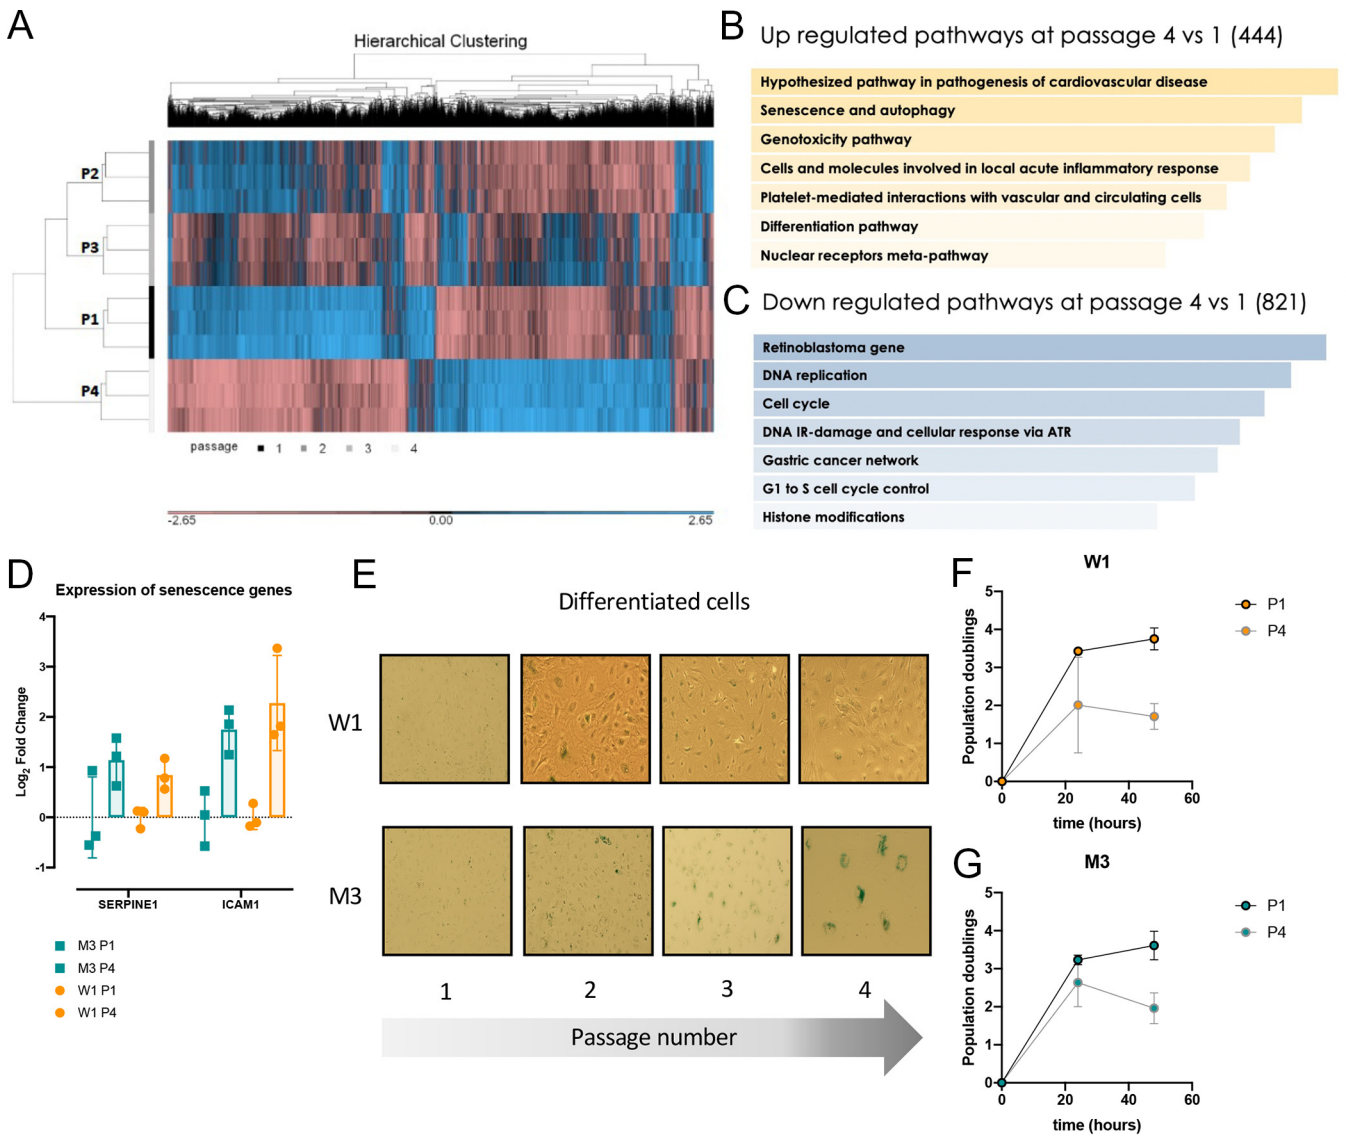 A
Hierarchical Clustering
P2
P3
P1
P4
passage 1 2 3 4
-2.65 0.00 2.65
B Up regulated pathways at passage 4 vs 1 (444)
Hypothesized pathway in pathogenesis of cardiovascular disease
Senescence and autophagy
Genotoxicity pathway
Cells and molecules involved in local acute inflammatory response
Platelet-mediated interactions with vascular and circulating cells
Differentiation pathway
Nuclear receptors meta-pathway
C Down regulated pathways at passage 4 vs 1 (821)
Retinoblastoma gene
DNA replication
Cell cycle
DNA IR-damage and cellular response via ATR
Gastric cancer network
G1 to S cell cycle control
Histone modifications
D
Expression of senescence genes
Log2 Fold Change
4
3
2
1
0
-1
SERPINE1 ICAM1
M3 P1
M3 P4
W1 P1
W1 P4
E
Differentiated cells
W1
M3
1 2 3 4
Passage number
F
W1
Population doublings
5
4
3
2
1
0
0 20 40 60
time (hours)
P1
P4
G
M3
Population doublings
5
4
3
2
1
0
0 20 40 60
time (hours)
P1
P4